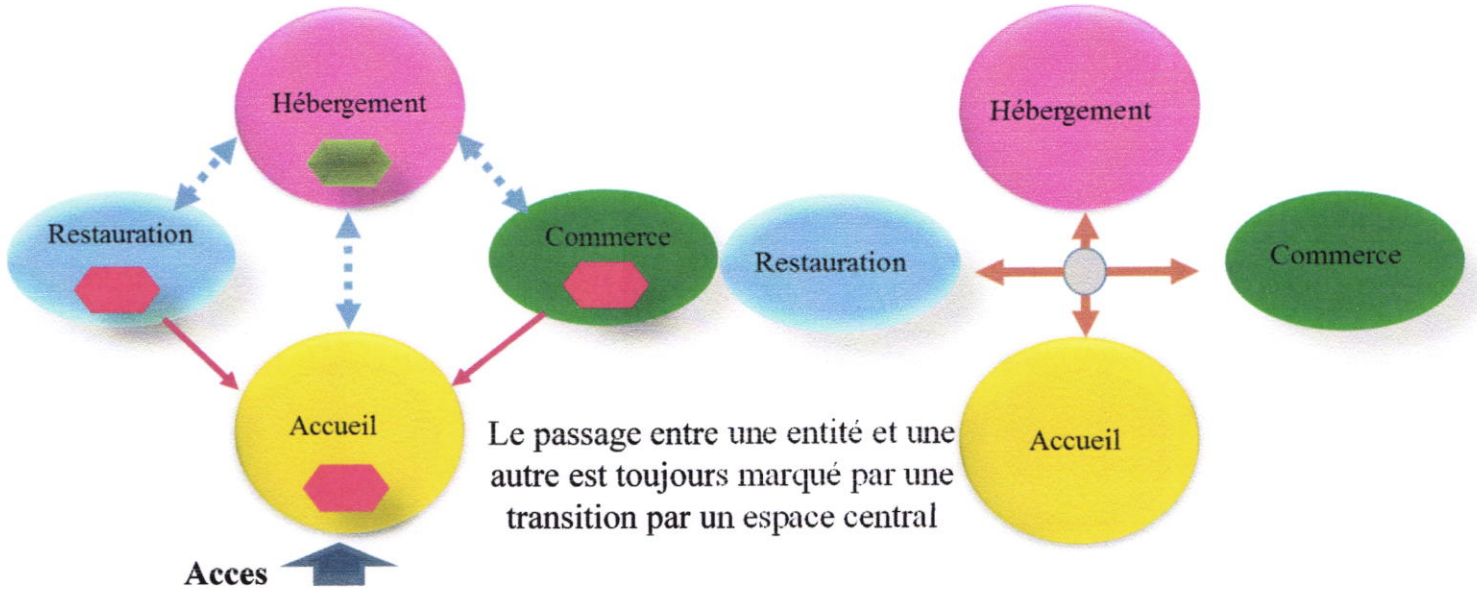 Hébergement
Restauration
Commerce
Accueil
Acces
Le passage entre une entité et une
autre est toujours marqué par une
transition par un espace central
Hébergement
Restauration
Commerce
Accueil